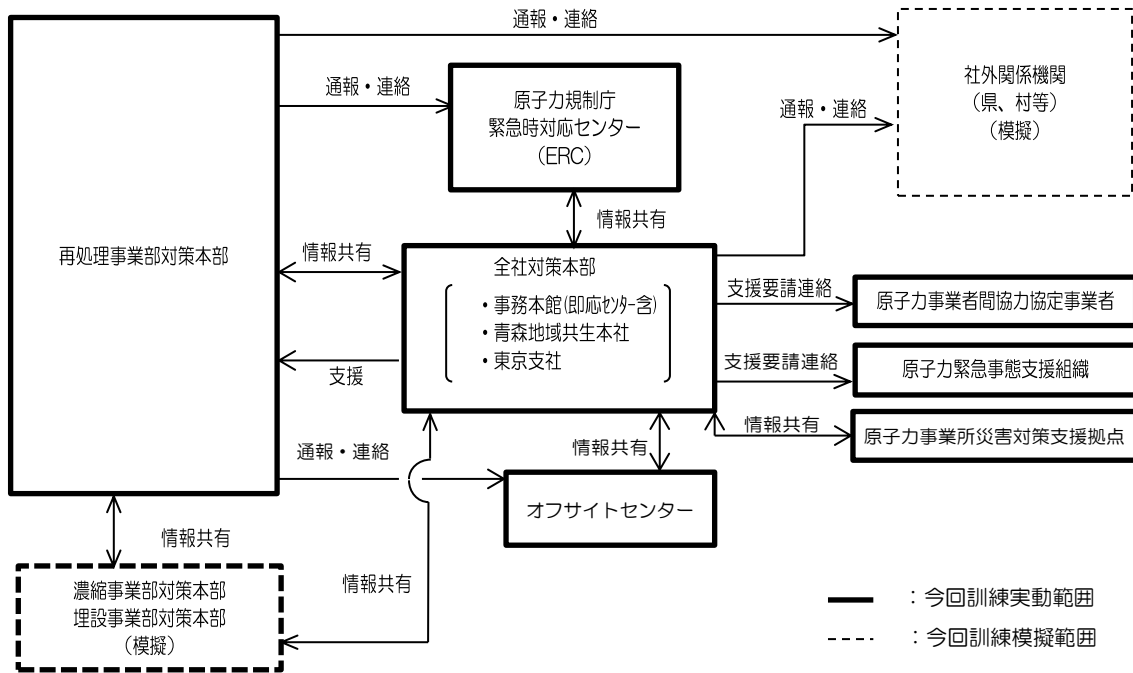 通報・連絡
社外関係機関
(県、村等)
(模擬)
通報・連絡
原子力規制庁
緊急時対応センター
(ERC)
通報・連絡
情報共有
再処理事業部対策本部
情報共有
全社対策本部
・事務本館(即応ｾﾝﾀｰ含)
・青森地域共生本社
・東京支社
支援要請連絡
原子力事業者間協力協定事業者
支援
支援要請連絡
原子力緊急事態支援組織
情報共有
原子力事業所災害対策支援拠点
通報・連絡
情報共有
オフサイトセンター
情報共有
濃縮事業部対策本部
埋設事業部対策本部
(模擬)
情報共有
：今回訓練実動範囲
：今回訓練模擬範囲